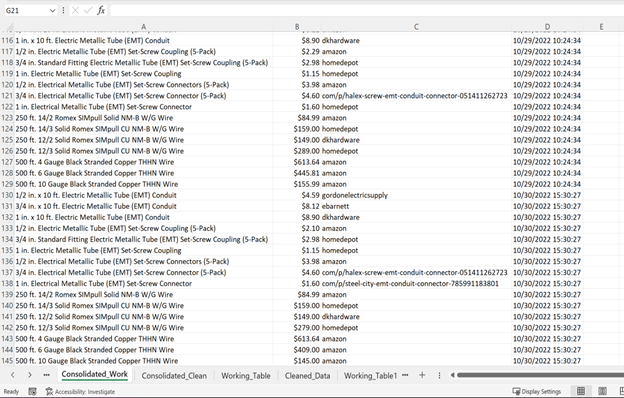 G21 fx
A B C D E
116 1 in. x 10 ft. Electric Metallic Tube (EMT) Conduit $8.90 dkhardware 10/29/2022 10:24:34
117 1/2 in. Electric Metallic Tube (EMT) Set-Screw Coupling (5-Pack) $2.29 amazon 10/29/2022 10:24:34
118 3/4 in. Standard Fitting Electric Metallic Tube (EMT) Set-Screw Coupling (5-Pack) $2.98 homedepot 10/29/2022 10:24:34
119 1 in. Electric Metallic Tube (EMT) Set-Screw Coupling $1.15 homedepot 10/29/2022 10:24:34
120 1/2 in. Electrical Metallic Tube (EMT) Set-Screw Connectors (5-Pack) $3.98 amazon 10/29/2022 10:24:34
121 3/4 in. Electrical Metallic Tube (EMT) Set-Screw Connector (5-Pack) $4.60 com/p/halex-screw-emt-conduit-connector-051411262723 10/29/2022 10:24:34
122 1 in. Electrical Metallic Tube (EMT) Set-Screw Connector $1.60 homedepot 10/29/2022 10:24:34
123 250 ft. 14/2 Romex SIMpull Solid NM-B W/G Wire $84.99 amazon 10/29/2022 10:24:34
124 250 ft. 14/3 Solid Romex SIMpull CU NM-B W/G Wire $159.00 homedepot 10/29/2022 10:24:34
125 250 ft. 12/2 Solid Romex SIMpull CU NM-B W/G Wire $149.00 dkhardware 10/29/2022 10:24:34
126 250 ft. 12/3 Solid Romex SIMpull CU NM-B W/G Wire $289.00 homedepot 10/29/2022 10:24:34
127 500 ft. 4 Gauge Black Stranded Copper THHN Wire $613.64 amazon 10/29/2022 10:24:34
128 500 ft. 6 Gauge Black Stranded Copper THHN Wire $445.81 amazon 10/29/2022 10:24:34
129 500 ft. 10 Gauge Black Stranded Copper THHN Wire $155.99 amazon 10/29/2022 10:24:34
130 1/2 in. x 10 ft. Electric Metallic Tube (EMT) Conduit $4.59 gordonelectricsupply 10/30/2022 15:30:27
131 3/4 in. x 10 ft. Electric Metallic Tube (EMT) Conduit $8.12 ebarnett 10/30/2022 15:30:27
132 1 in. x 10 ft. Electric Metallic Tube (EMT) Conduit $8.90 dkhardware 10/30/2022 15:30:27
133 1/2 in. Electric Metallic Tube (EMT) Set-Screw Coupling (5-Pack) $2.10 amazon 10/30/2022 15:30:27
134 3/4 in. Standard Fitting Electric Metallic Tube (EMT) Set-Screw Coupling (5-Pack) $2.98 homedepot 10/30/2022 15:30:27
135 1 in. Electric Metallic Tube (EMT) Set-Screw Coupling $1.15 homedepot 10/30/2022 15:30:27
136 1/2 in. Electrical Metallic Tube (EMT) Set-Screw Connectors (5-Pack) $3.98 amazon 10/30/2022 15:30:27
137 3/4 in. Electrical Metallic Tube (EMT) Set-Screw Connector (5-Pack) $4.60 com/p/halex-screw-emt-conduit-connector-051411262723 10/30/2022 15:30:27
138 1 in. Electrical Metallic Tube (EMT) Set-Screw Connector $1.60 com/p/steel-city-emt-conduit-connector-785991183801 10/30/2022 15:30:27
139 250 ft. 14/2 Romex SIMpull Solid NM-B W/G Wire $84.99 amazon 10/30/2022 15:30:27
140 250 ft. 14/3 Solid Romex SIMpull CU NM-B W/G Wire $159.00 homedepot 10/30/2022 15:30:27
141 250 ft. 12/2 Solid Romex SIMpull CU NM-B W/G Wire $149.00 dkhardware 10/30/2022 15:30:27
142 250 ft. 12/3 Solid Romex SIMpull CU NM-B W/G Wire $279.00 homedepot 10/30/2022 15:30:27
143 500 ft. 4 Gauge Black Stranded Copper THHN Wire $613.64 amazon 10/30/2022 15:30:27
144 500 ft. 6 Gauge Black Stranded Copper THHN Wire $409.00 amazon 10/30/2022 15:30:27
145 500 ft. 10 Gauge Black Stranded Copper THHN Wire $145.00 amazon 10/30/2022 15:30:27
Consolidated_Work Consolidated_Clean Working_Table Cleaned_Data Working_Table1
Ready Accessibility: Investigate Display Settings